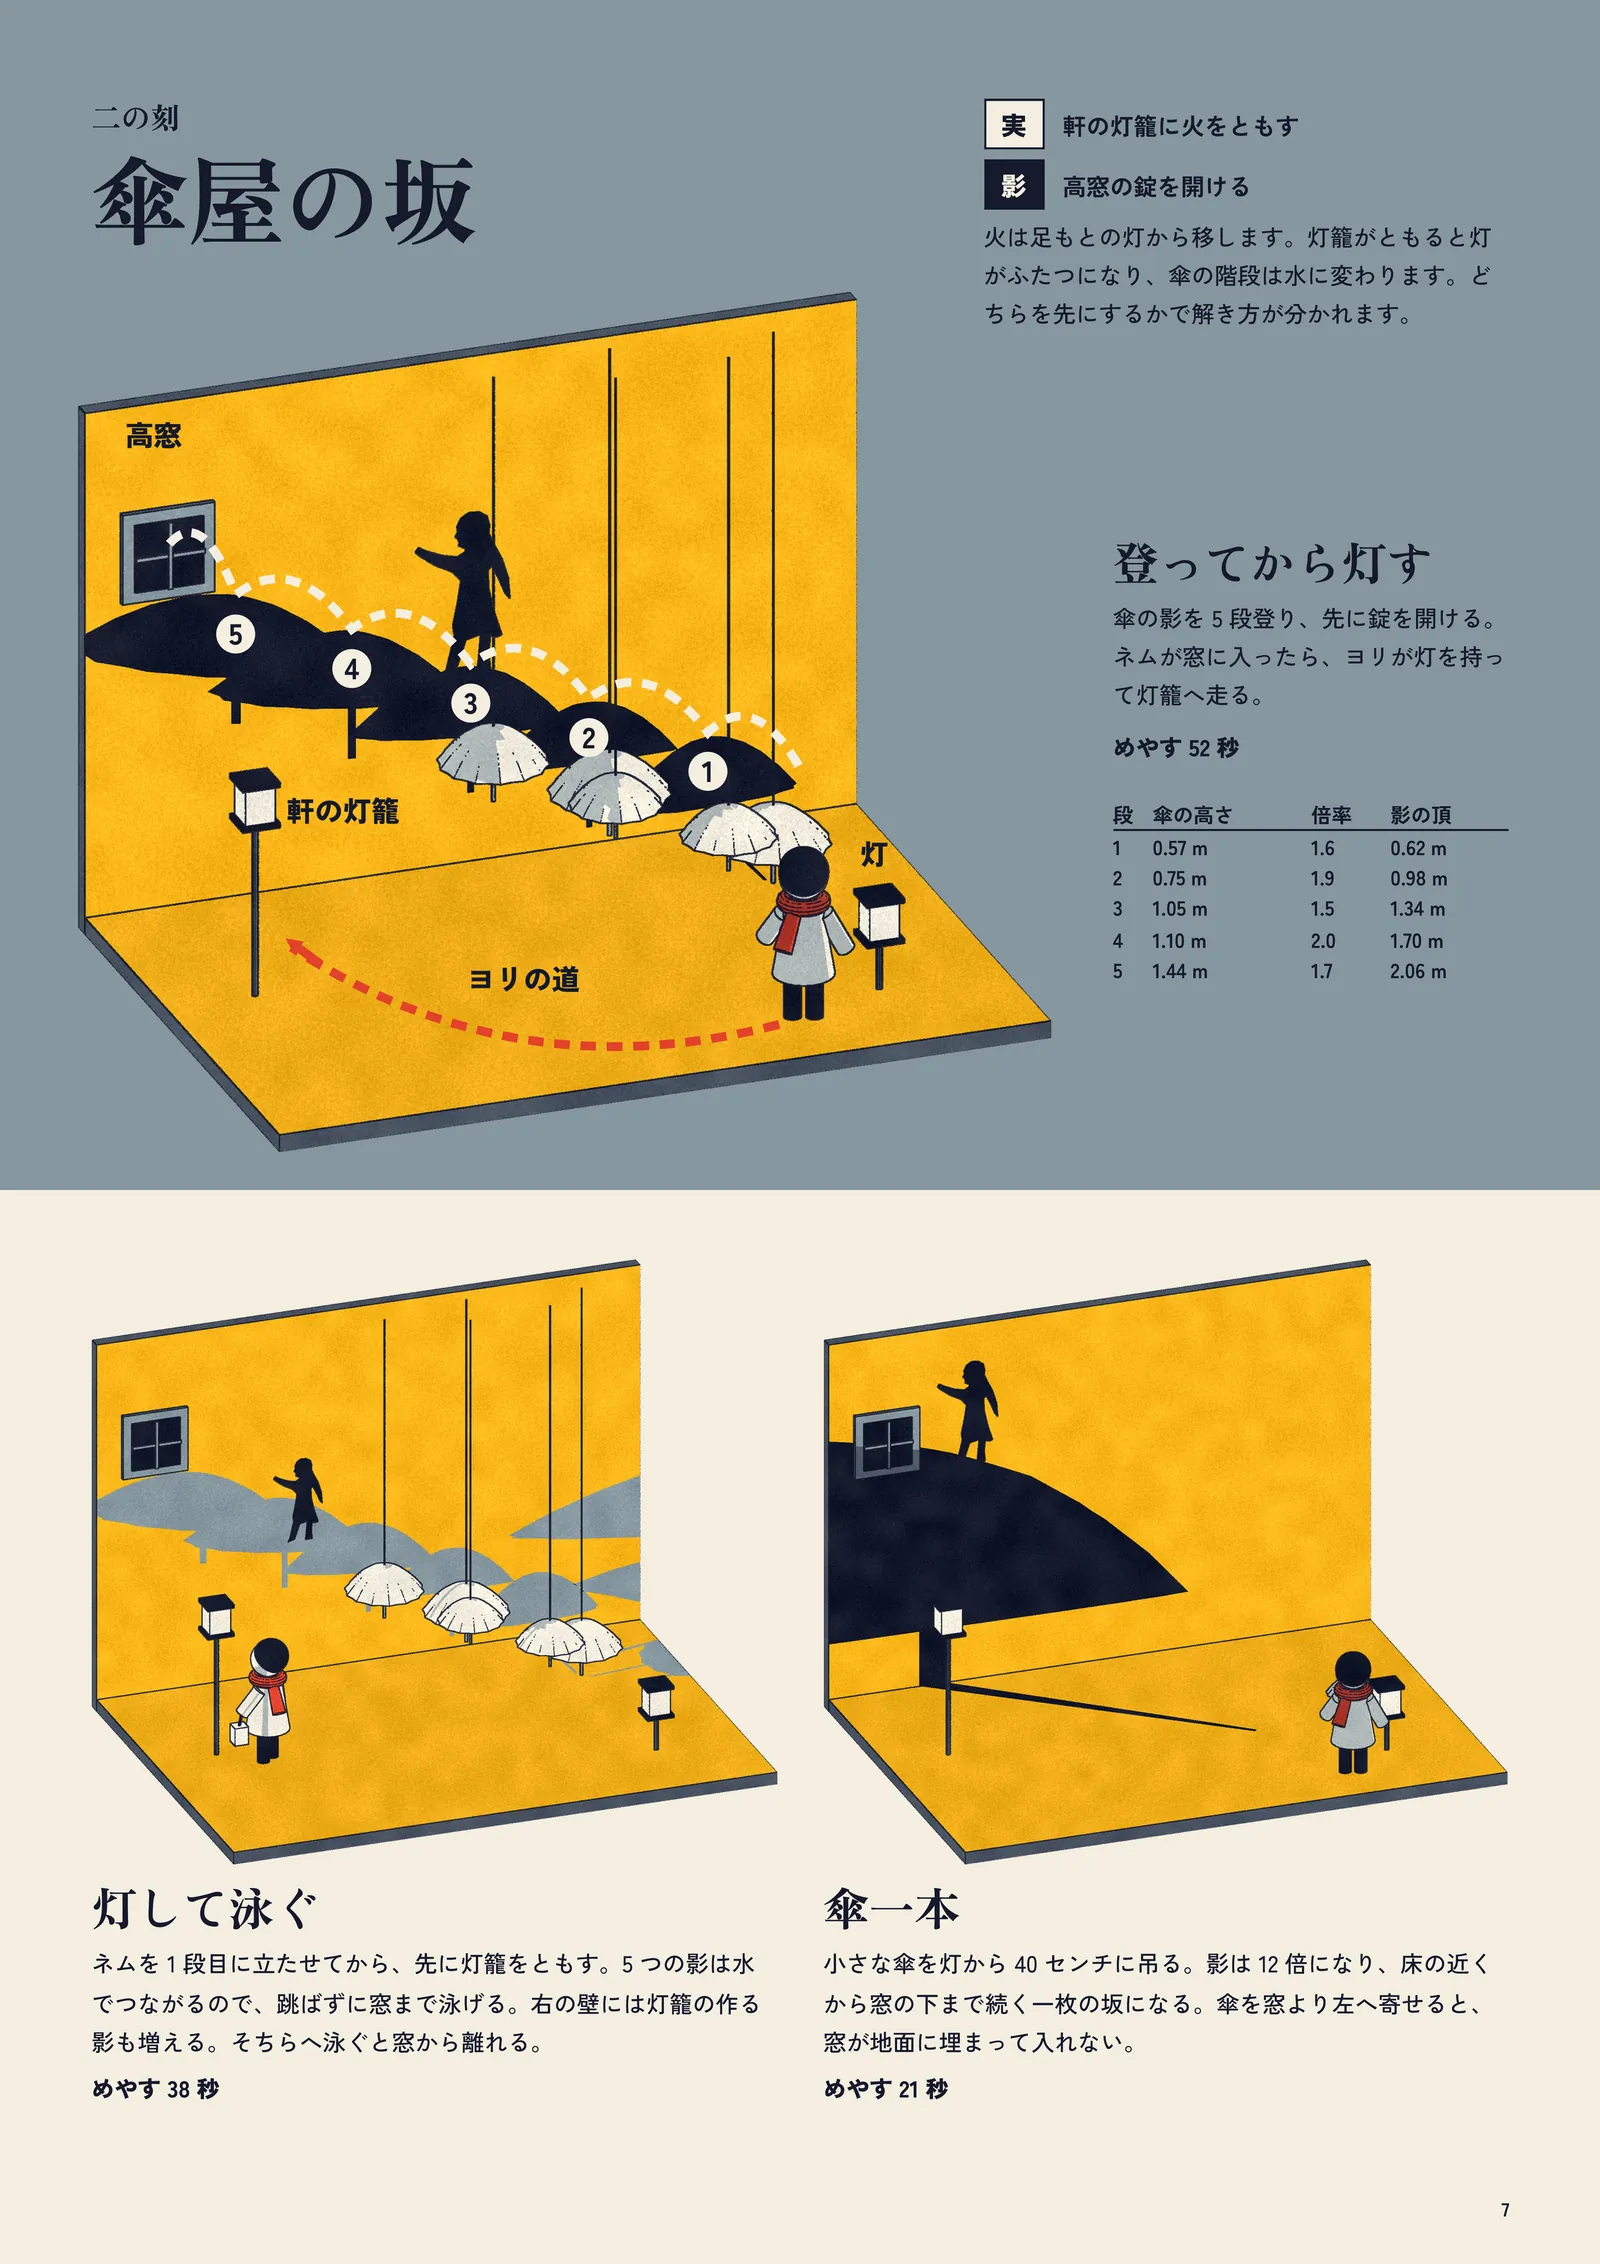 二の刻
傘屋の坂
実 軒の灯籠に火をともす
影 高窓の錠を開ける
火は足もとの灯から移します。灯籠がともると灯
がふたつになり、傘の階段は水に変わります。ど
ちらを先にするかで解き方が分かれます。
高窓
5
4
3
2
1
軒の灯籠
灯
ヨリの道
登ってから灯す
傘の影を 5 段登り、先に錠を開ける。
ネムが窓に入ったら、ヨリが灯を持っ
て灯籠へ走る。
めやす 52 秒
段 傘の高さ 倍率 影の頂
1 0.57 m 1.6 0.62 m
2 0.75 m 1.9 0.98 m
3 1.05 m 1.5 1.34 m
4 1.10 m 2.0 1.70 m
5 1.44 m 1.7 2.06 m
灯して泳ぐ
ネムを 1 段目に立たせてから、先に灯籠をともす。5 つの影は水
でつながるので、跳ばずに窓まで泳げる。右の壁には灯籠の作る
影も増える。そちらへ泳ぐと窓から離れる。
めやす 38 秒
傘一本
小さな傘を灯から 40 センチに吊る。影は 12 倍になり、床の近く
から窓の下まで続く一枚の坂になる。傘を窓より左へ寄せると、
窓が地面に埋まって入れない。
めやす 21 秒
7